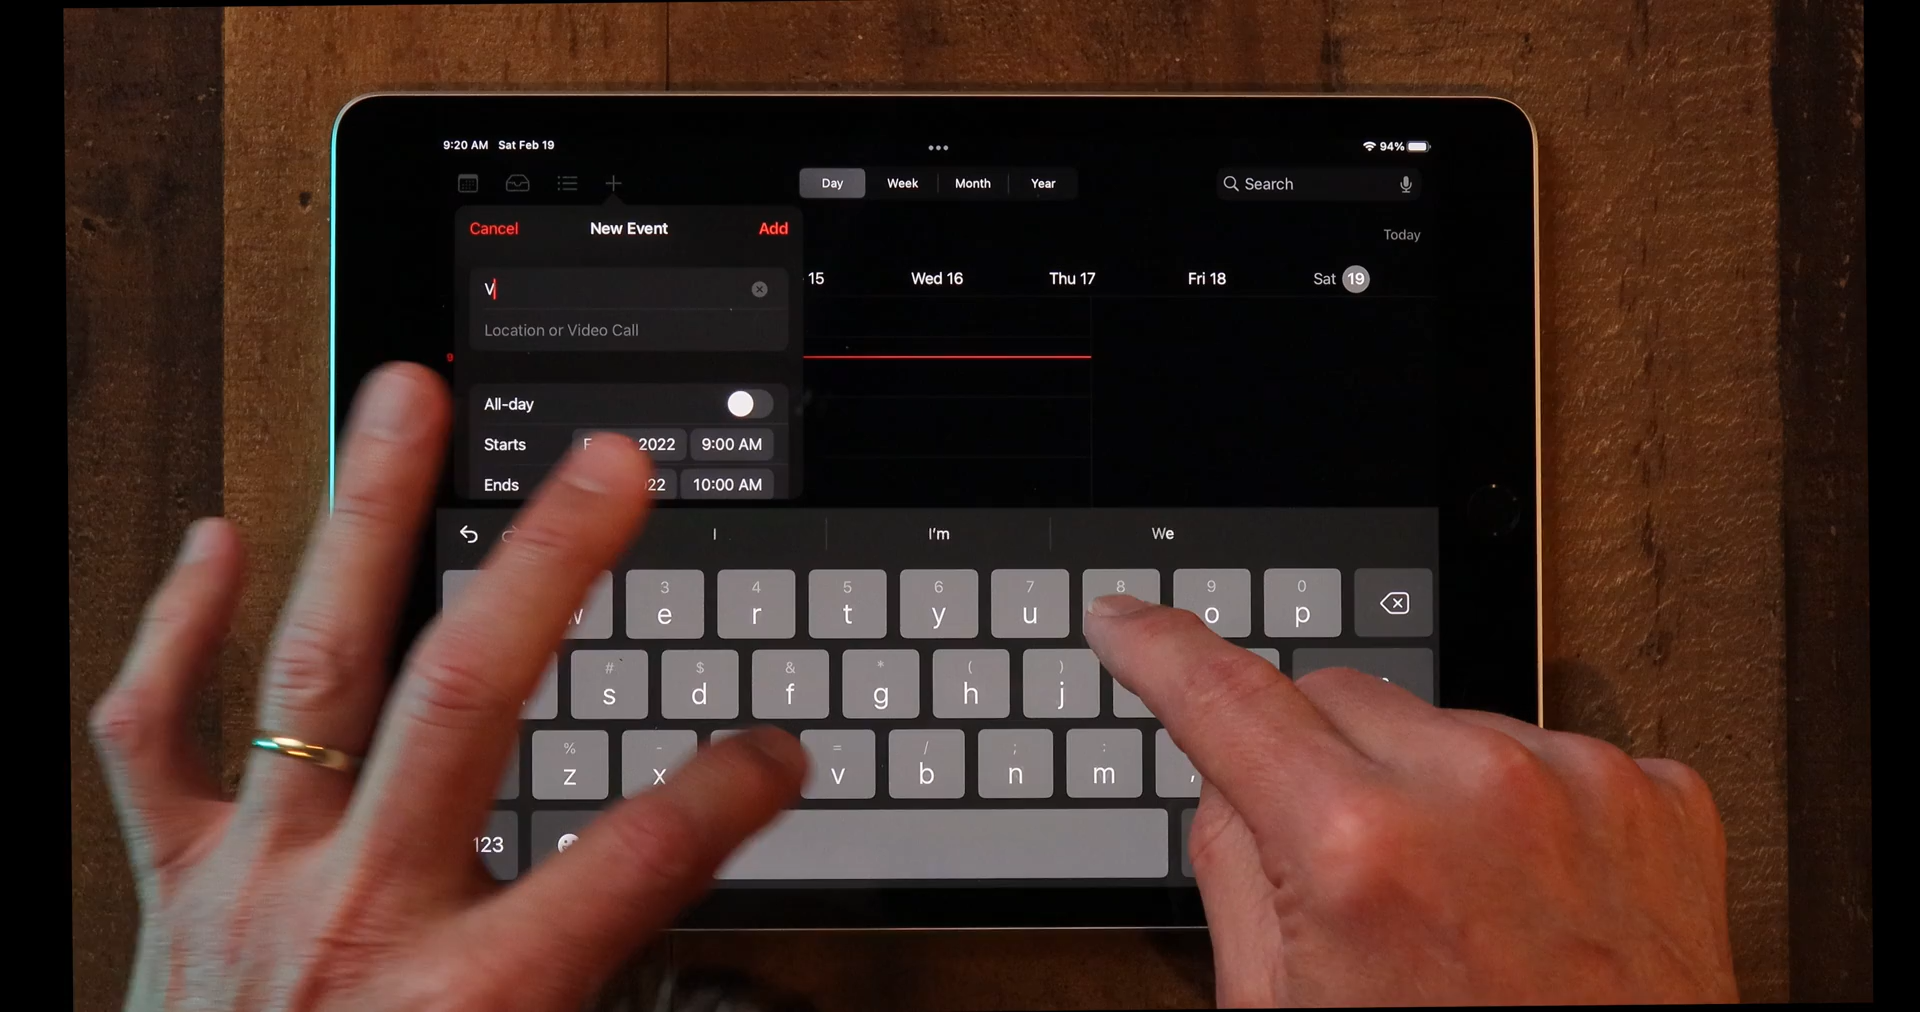 9:20 AM Sat Feb 19
94%
Day Week Month Year
Search
Cancel New Event Add
Today
15 Wed 16 Thu 17 Fri 18 Sat 19
V
Location or Video Call
9
All-day
Starts 2022 9:00 AM
Ends 22 10:00 AM
I I'm We
3 4 5 6 7 8 9 0
w e r t y u o p
# $ & * ( )
s d f g h j
% - = / ; :
z x v b n m ,
123